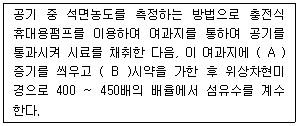 공기 중 석면농도를 측정하는 방법으로 충전식
휴대용펌프를 이용하여 여과지를 통하여 공기를
통과시켜 시료를 채취한 다음, 이 여과지에 ( A )
증기를 씌우고 ( B )시약을 가한 후 위상차현미
경으로 400 ~ 450배의 배율에서 섬유수를 계수
한다.